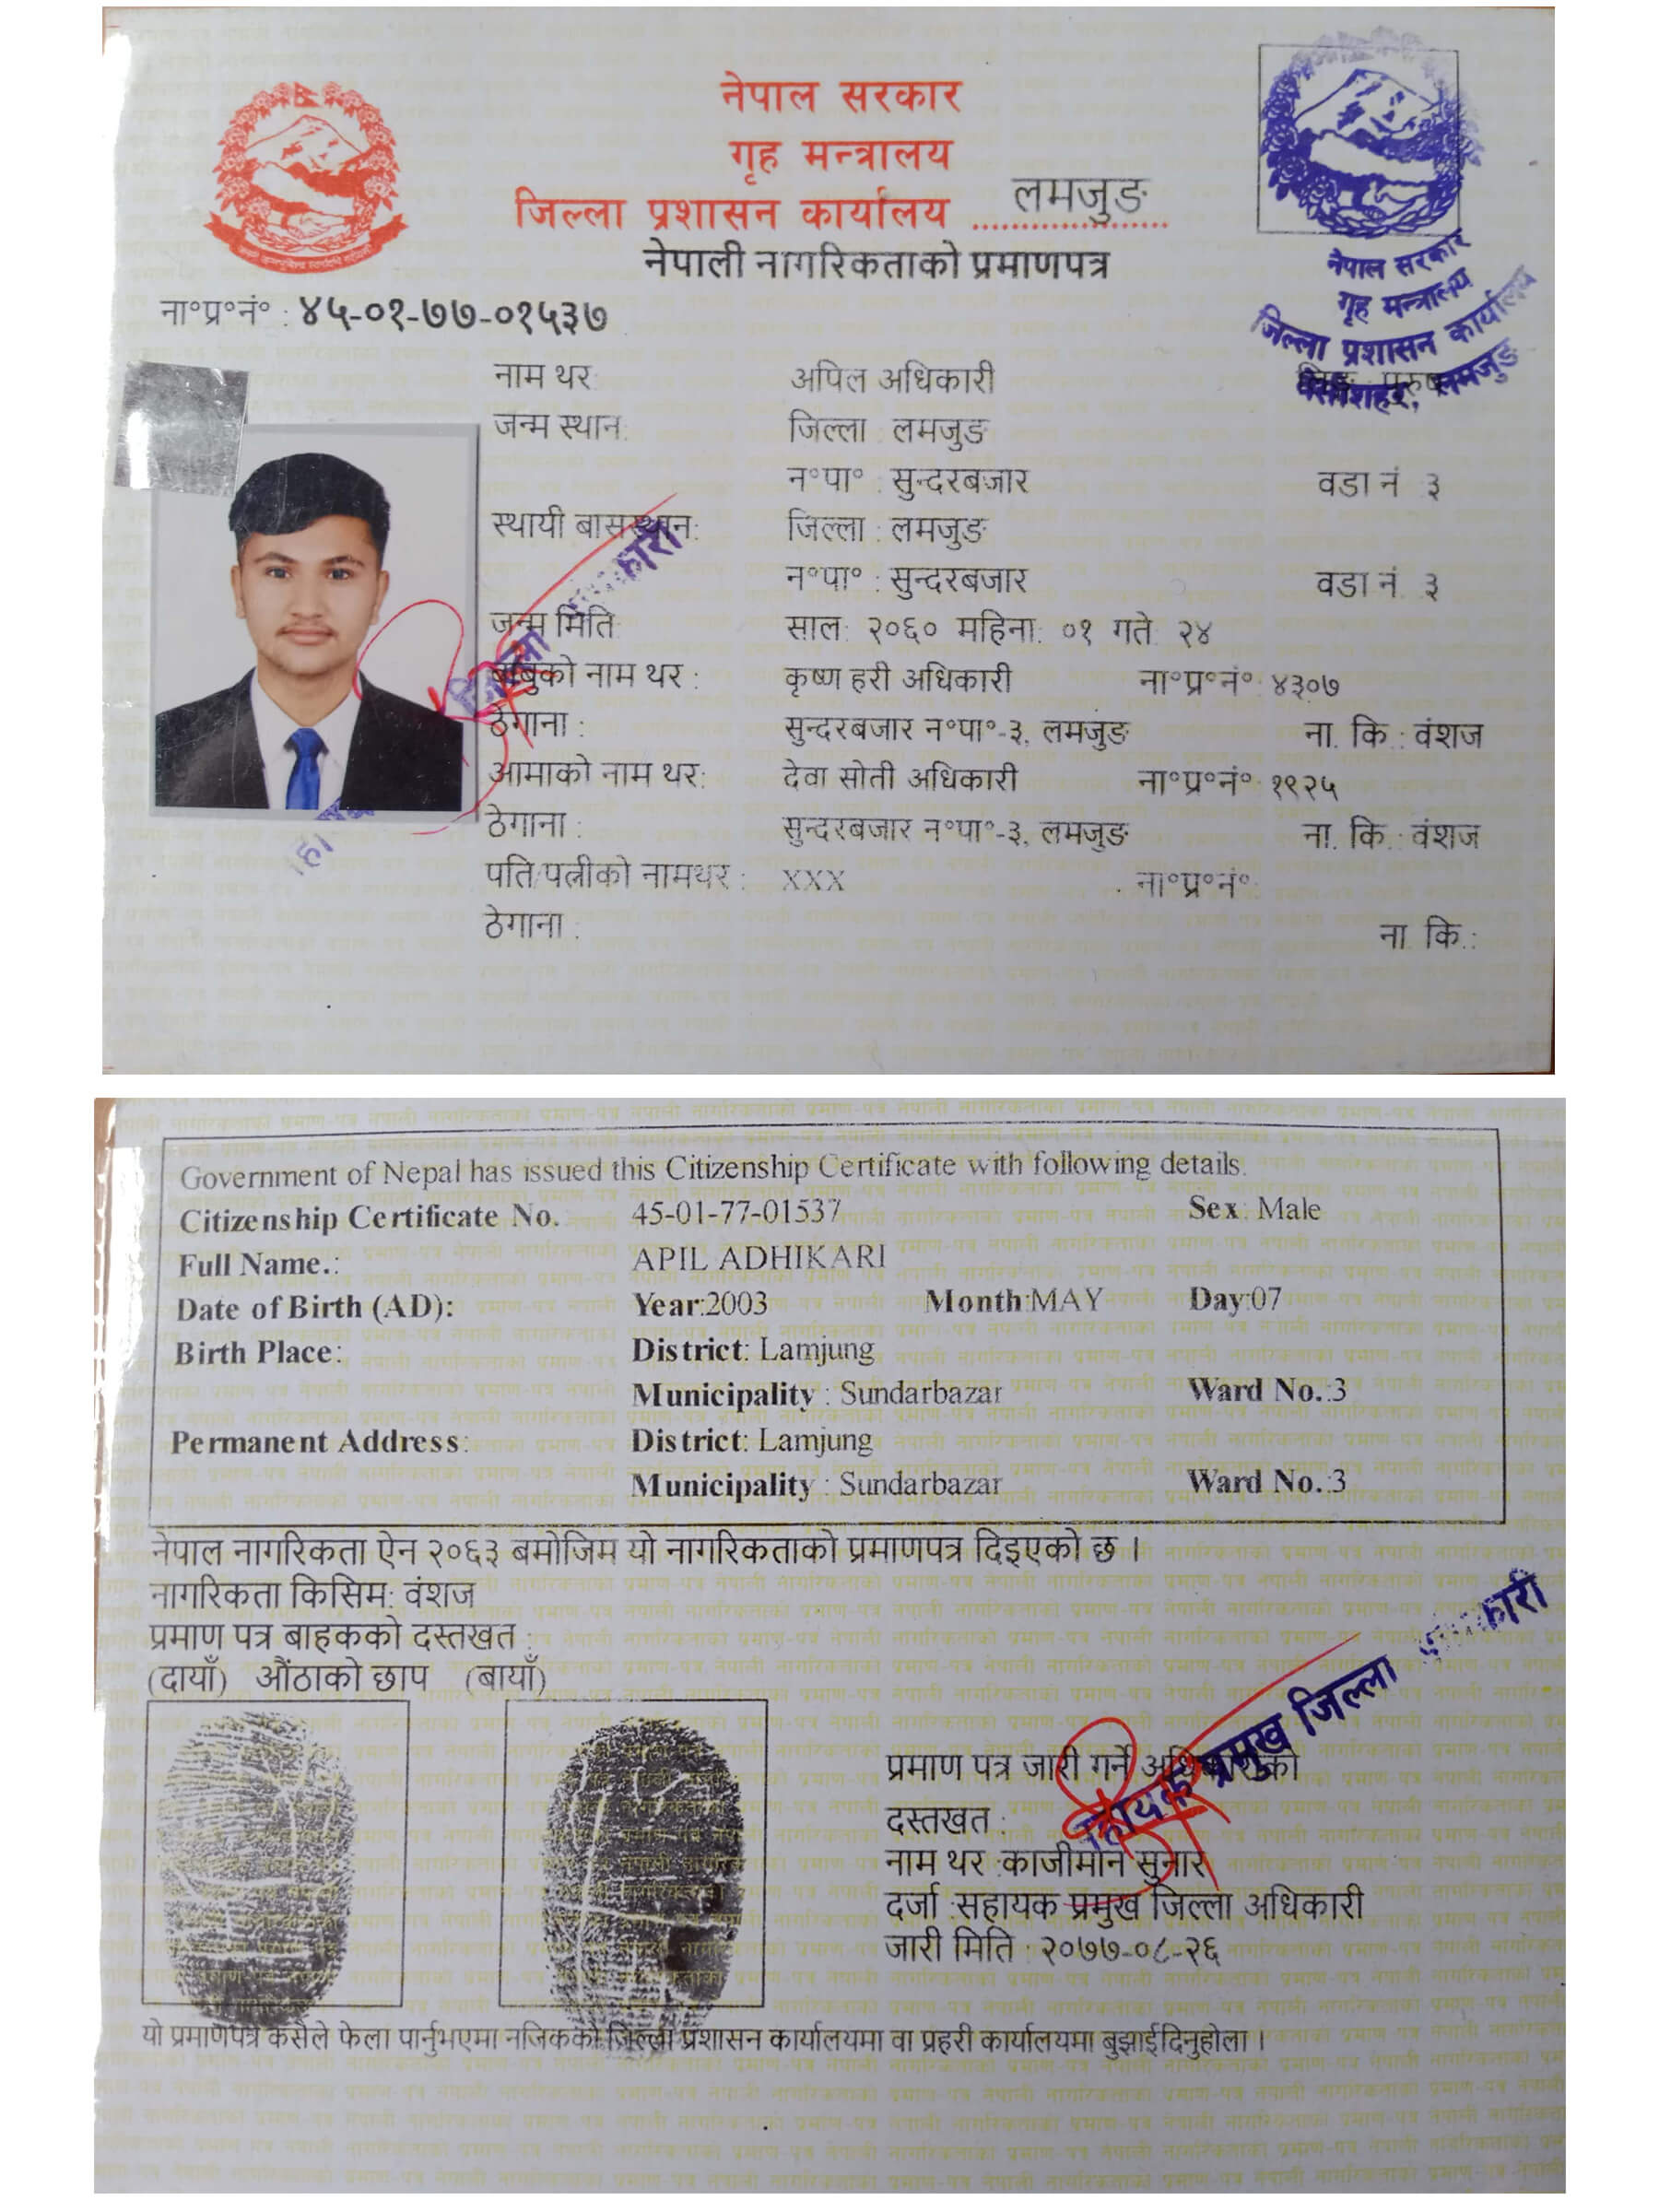 नेपाल सरकार
गृह मन्त्रालय
जिल्ला प्रशासन कार्यालय लमजुङ
नेपाली नागरिकताको प्रमाणपत्र
नेपाल सरकार
गृह मन्त्रालय
जिल्ला प्रशासन कार्यालय
लमजुङ
ना॰प्र॰नं॰ : ४५-०१-७७-०१५३७
नाम थर: अपिल अधिकारी
जन्म स्थान: जिल्ला : लमजुङ
न॰पा॰ : सुन्दरबजार वडा नं. ३
स्थायी बासस्थान: जिल्ला : लमजुङ
न॰पा॰ : सुन्दरबजार वडा नं. ३
जन्म मिति: साल: २०६० महिना: ०१ गते: २४
बाबुको नाम थर : कृष्ण हरी अधिकारी ना॰प्र॰नं॰: ४३०७
ठेगाना : सुन्दरबजार न॰पा॰-३, लमजुङ ना. कि.: वंशज
आमाको नाम थर: देवा सोती अधिकारी ना॰प्र॰नं॰: १९२५
ठेगाना : सुन्दरबजार न॰पा॰-३, लमजुङ ना. कि.: वंशज
पति/पत्नीको नामथर : XXX ना॰प्र॰नं॰:
ठेगाना : ना. कि.:
Government of Nepal has issued this Citizenship Certificate with following details.
Citizenship Certificate No. 45-01-77-01537 Sex: Male
Full Name.: APIL ADHIKARI
Date of Birth (AD): Year:2003 Month:MAY Day:07
Birth Place: District: Lamjung
Municipality : Sundarbazar Ward No.:3
Permanent Address: District: Lamjung
Municipality : Sundarbazar Ward No.:3
नेपाल नागरिकता ऐन २०६३ बमोजिम यो नागरिकताको प्रमाणपत्र दिइएको छ ।
नागरिकता किसिम: वंशज
प्रमाण पत्र बाहकको दस्तखत :
(दायाँ) औंठाको छाप (बायाँ)
सहायक प्रमुख जिल्ला
प्रमाण पत्र जारी गर्ने
दस्तखत :
नाम थर :काजीमान सुनार
दर्जा :सहायक प्रमुख जिल्ला अधिकारी
जारी मिति : २०७७-०८-२६
यो प्रमाणपत्र कसैले फेला पार्नुभएमा नजिकको जिल्ला प्रशासन कार्यालयमा वा प्रहरी कार्यालयमा बुझाईदिनुहोला ।